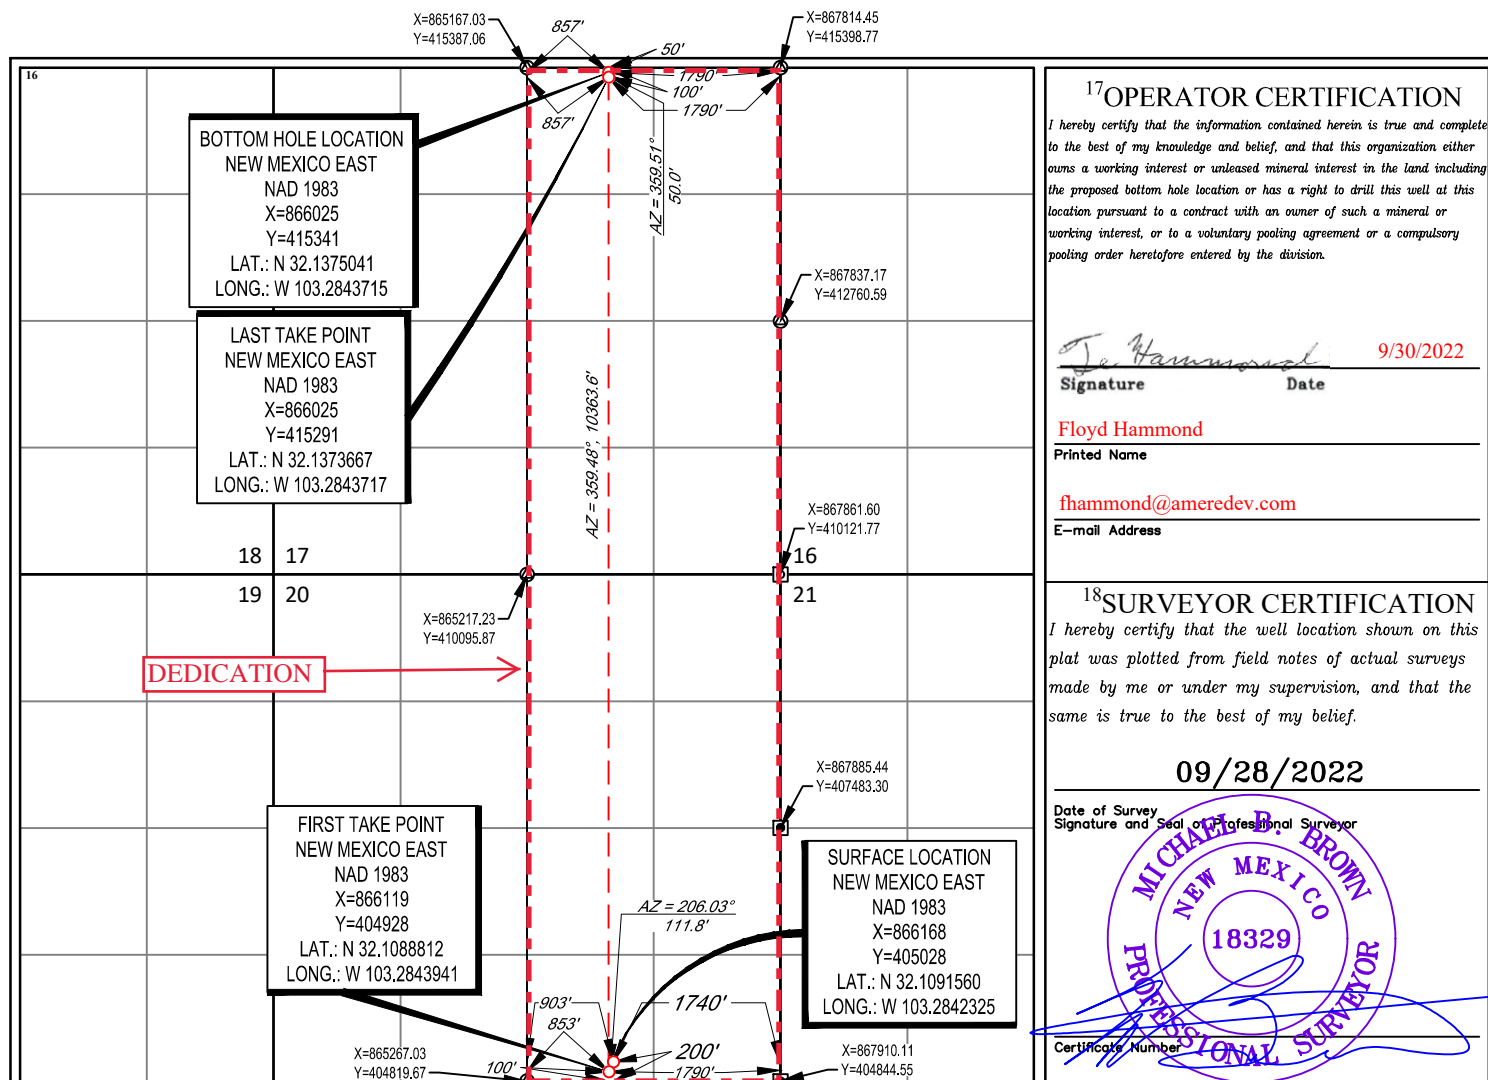 16
X=865167.03
Y=415387.06
857'
50'
X=867814.45
Y=415398.77
1790'
100'
1790'
857'
AZ = 359.51°
50.0'
BOTTOM HOLE LOCATION
NEW MEXICO EAST
NAD 1983
X=866025
Y=415341
LAT.: N 32.1375041
LONG.: W 103.2843715
LAST TAKE POINT
NEW MEXICO EAST
NAD 1983
X=866025
Y=415291
LAT.: N 32.1373667
LONG.: W 103.2843717
X=867837.17
Y=412760.59
AZ = 359.48°, 10363.6'
X=867861.60
Y=410121.77
18 17
16
19 20
21
X=865217.23
Y=410095.87
DEDICATION
X=867885.44
Y=407483.30
FIRST TAKE POINT
NEW MEXICO EAST
NAD 1983
X=866119
Y=404928
LAT.: N 32.1088812
LONG.: W 103.2843941
AZ = 206.03°
111.8'
SURFACE LOCATION
NEW MEXICO EAST
NAD 1983
X=866168
Y=405028
LAT.: N 32.1091560
LONG.: W 103.2842325
903'
1740'
853'
200'
100'
1790'
X=865267.03
Y=404819.67
X=867910.11
Y=404844.55
17 OPERATOR CERTIFICATION
I hereby certify that the information contained herein is true and complete
to the best of my knowledge and belief, and that this organization either
owns a working interest or unleased mineral interest in the land including
the proposed bottom hole location or has a right to drill this well at this
location pursuant to a contract with an owner of such a mineral or
working interest, or to a voluntary pooling agreement or a compulsory
pooling order heretofore entered by the division.
Hammond 9/30/2022
Signature Date
Floyd Hammond
Printed Name
fhammond@ameredev.com
E-mail Address
18 SURVEYOR CERTIFICATION
I hereby certify that the well location shown on this
plat was plotted from field notes of actual surveys
made by me or under my supervision, and that the
same is true to the best of my belief.
09/28/2022
Date of Survey
Signature and Seal of Professional Surveyor
MICHAEL B. BROWN
NEW MEXICO
18329
PROFESSIONAL SURVEYOR
Certificate Number